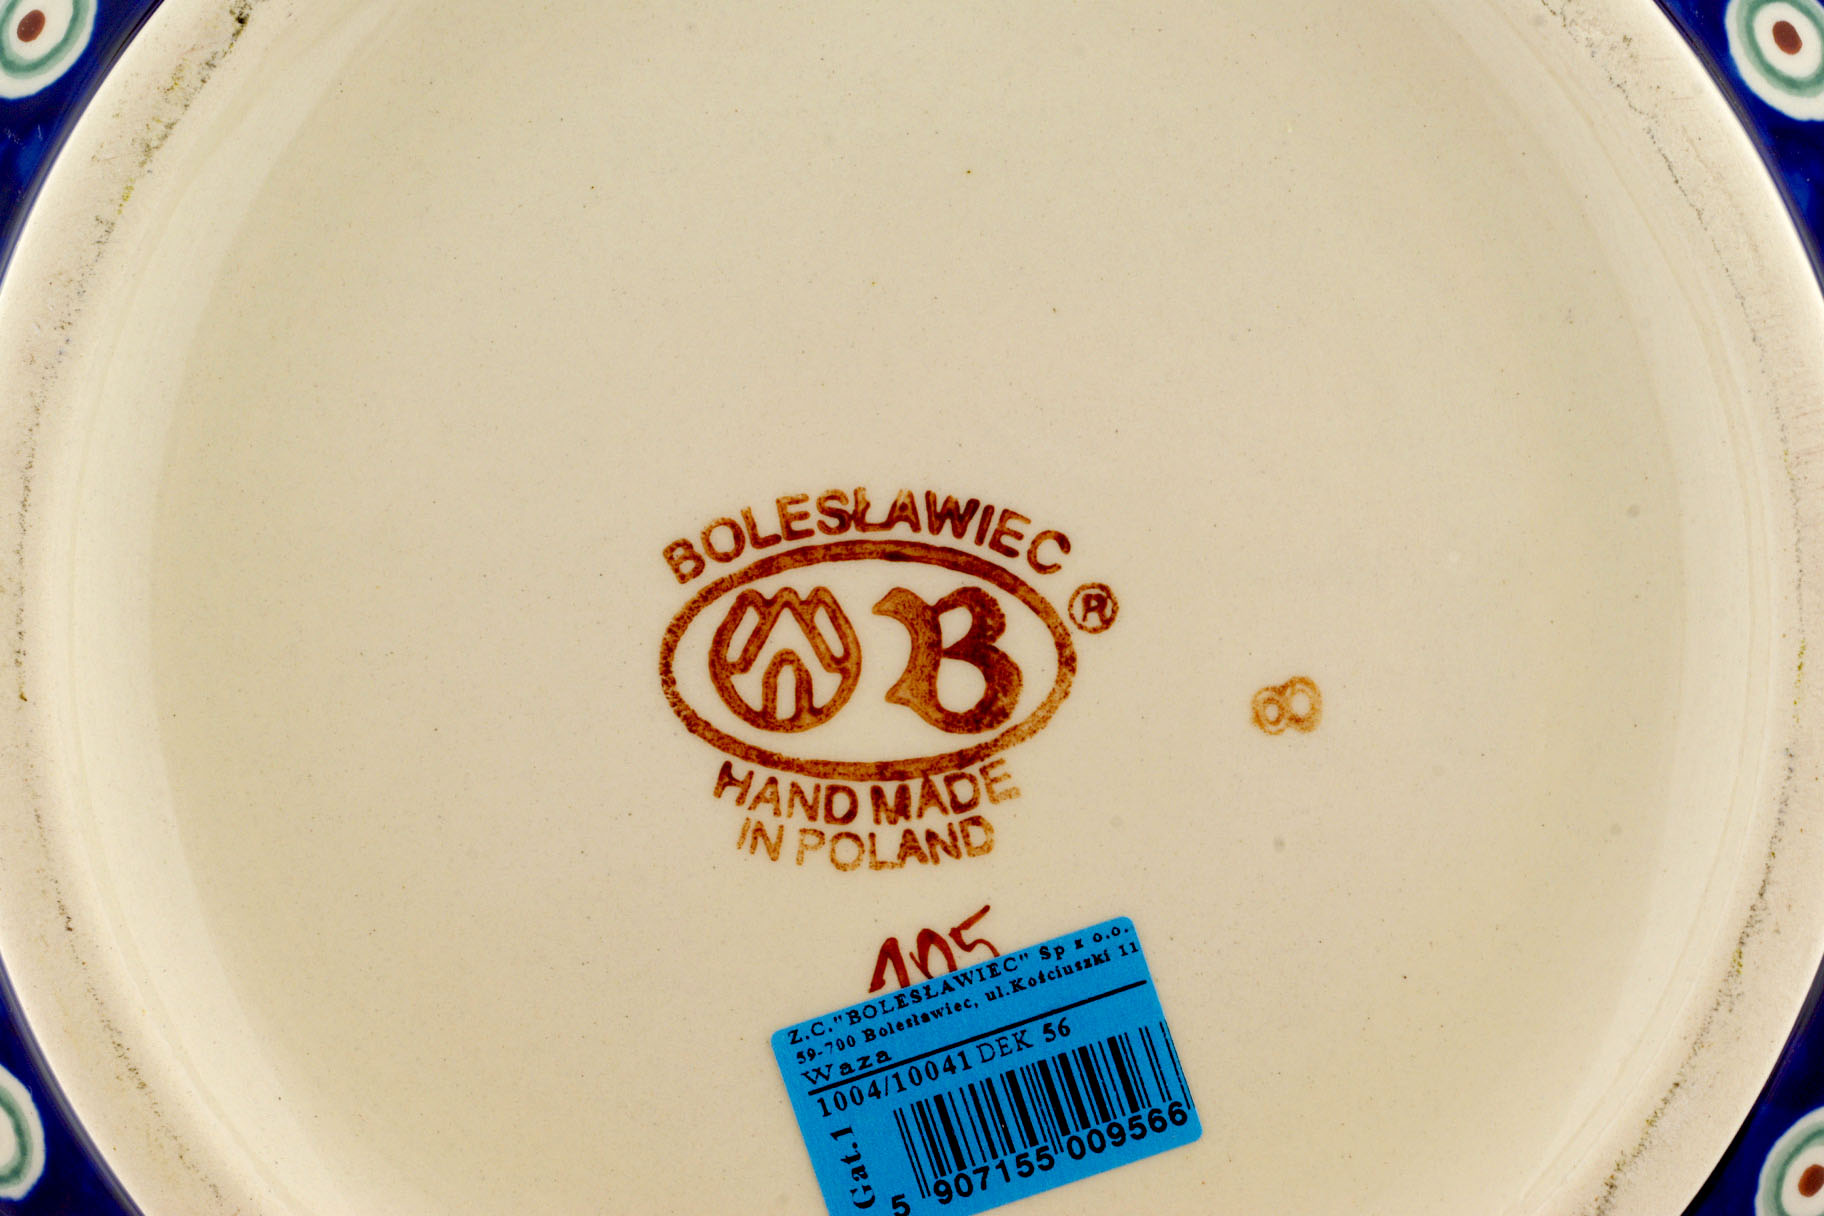 BOLESŁAWIEC
B ®
HAND MADE
IN POLAND
8
105
Z.C."BOLESŁAWIEC" Sp z o.o.
59-700 Bolesławiec, ul.Kościuszki 11
Waza
1004/10041 DEK 56
Gat.1
5 907155 009566